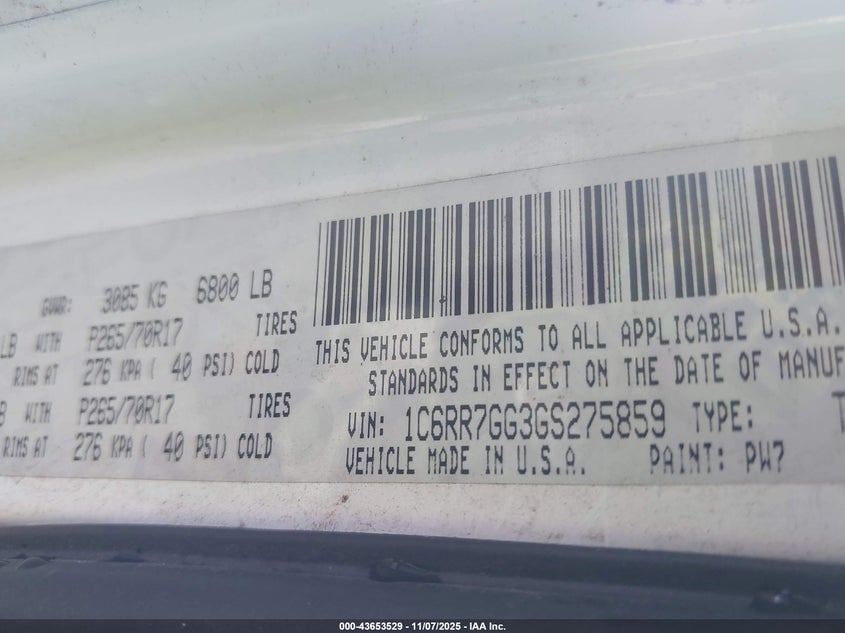 GVWR: 3085 KG 6800 LB
LB WITH P265/70R17 TIRES
RIMS AT 276 KPA ( 40 PSI) COLD
B WITH P265/70R17 TIRES
RIMS AT 276 KPA ( 40 PSI) COLD
THIS VEHICLE CONFORMS TO ALL APPLICABLE U.S.A.
STANDARDS IN EFFECT ON THE DATE OF MANUF
VIN: 1C6RR7GG3GS275859 TYPE: T
VEHICLE MADE IN U.S.A. PAINT: PW7
000-43653529 - 11/07/2025 - IAA Inc.